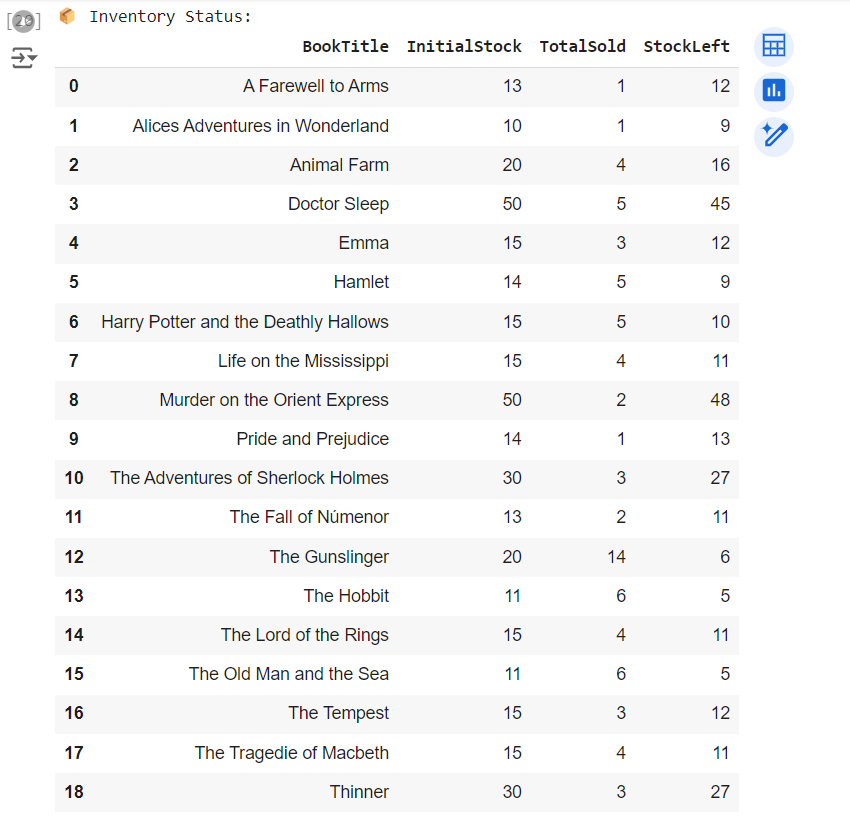 [20] 📦 Inventory Status:
BookTitle InitialStock TotalSold StockLeft
0 A Farewell to Arms 13 1 12
1 Alices Adventures in Wonderland 10 1 9
2 Animal Farm 20 4 16
3 Doctor Sleep 50 5 45
4 Emma 15 3 12
5 Hamlet 14 5 9
6 Harry Potter and the Deathly Hallows 15 5 10
7 Life on the Mississippi 15 4 11
8 Murder on the Orient Express 50 2 48
9 Pride and Prejudice 14 1 13
10 The Adventures of Sherlock Holmes 30 3 27
11 The Fall of Númenor 13 2 11
12 The Gunslinger 20 14 6
13 The Hobbit 11 6 5
14 The Lord of the Rings 15 4 11
15 The Old Man and the Sea 11 6 5
16 The Tempest 15 3 12
17 The Tragedie of Macbeth 15 4 11
18 Thinner 30 3 27